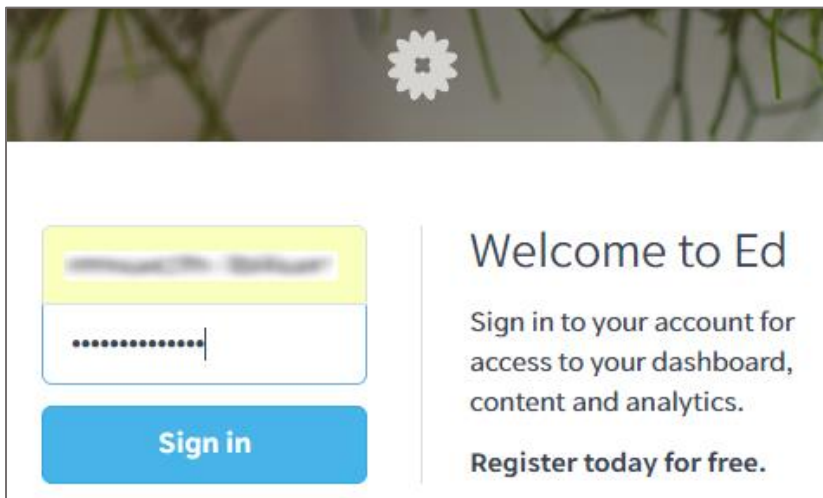 Sign in
Welcome to Ed
Sign in to your account for
access to your dashboard,
content and analytics.
Register today for free.